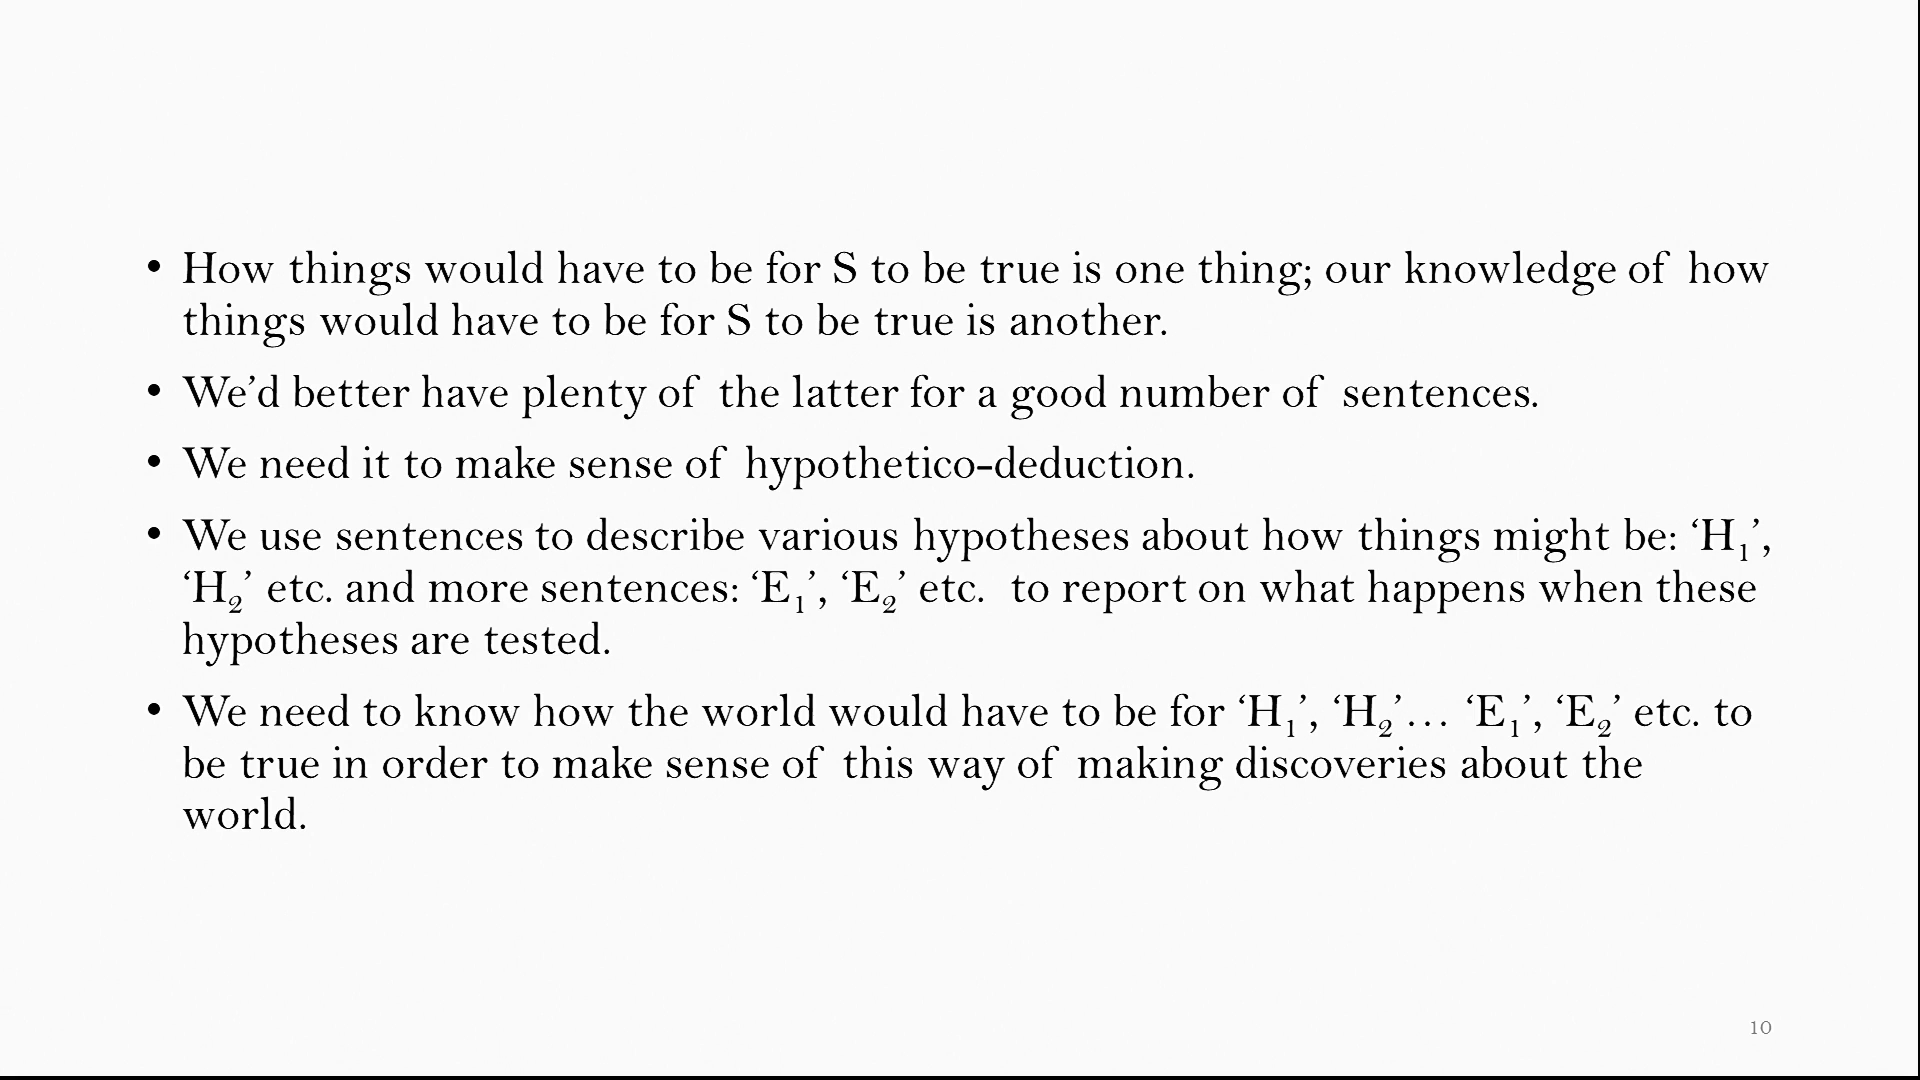 • How things would have to be for S to be true is one thing; our knowledge of how
things would have to be for S to be true is another.
• We’d better have plenty of the latter for a good number of sentences.
• We need it to make sense of hypothetico-deduction.
• We use sentences to describe various hypotheses about how things might be: ‘H₁’,
‘H₂’ etc. and more sentences: ‘E₁’, ‘E₂’ etc. to report on what happens when these
hypotheses are tested.
• We need to know how the world would have to be for ‘H₁’, ‘H₂’… ‘E₁’, ‘E₂’ etc. to
be true in order to make sense of this way of making discoveries about the
world.
10